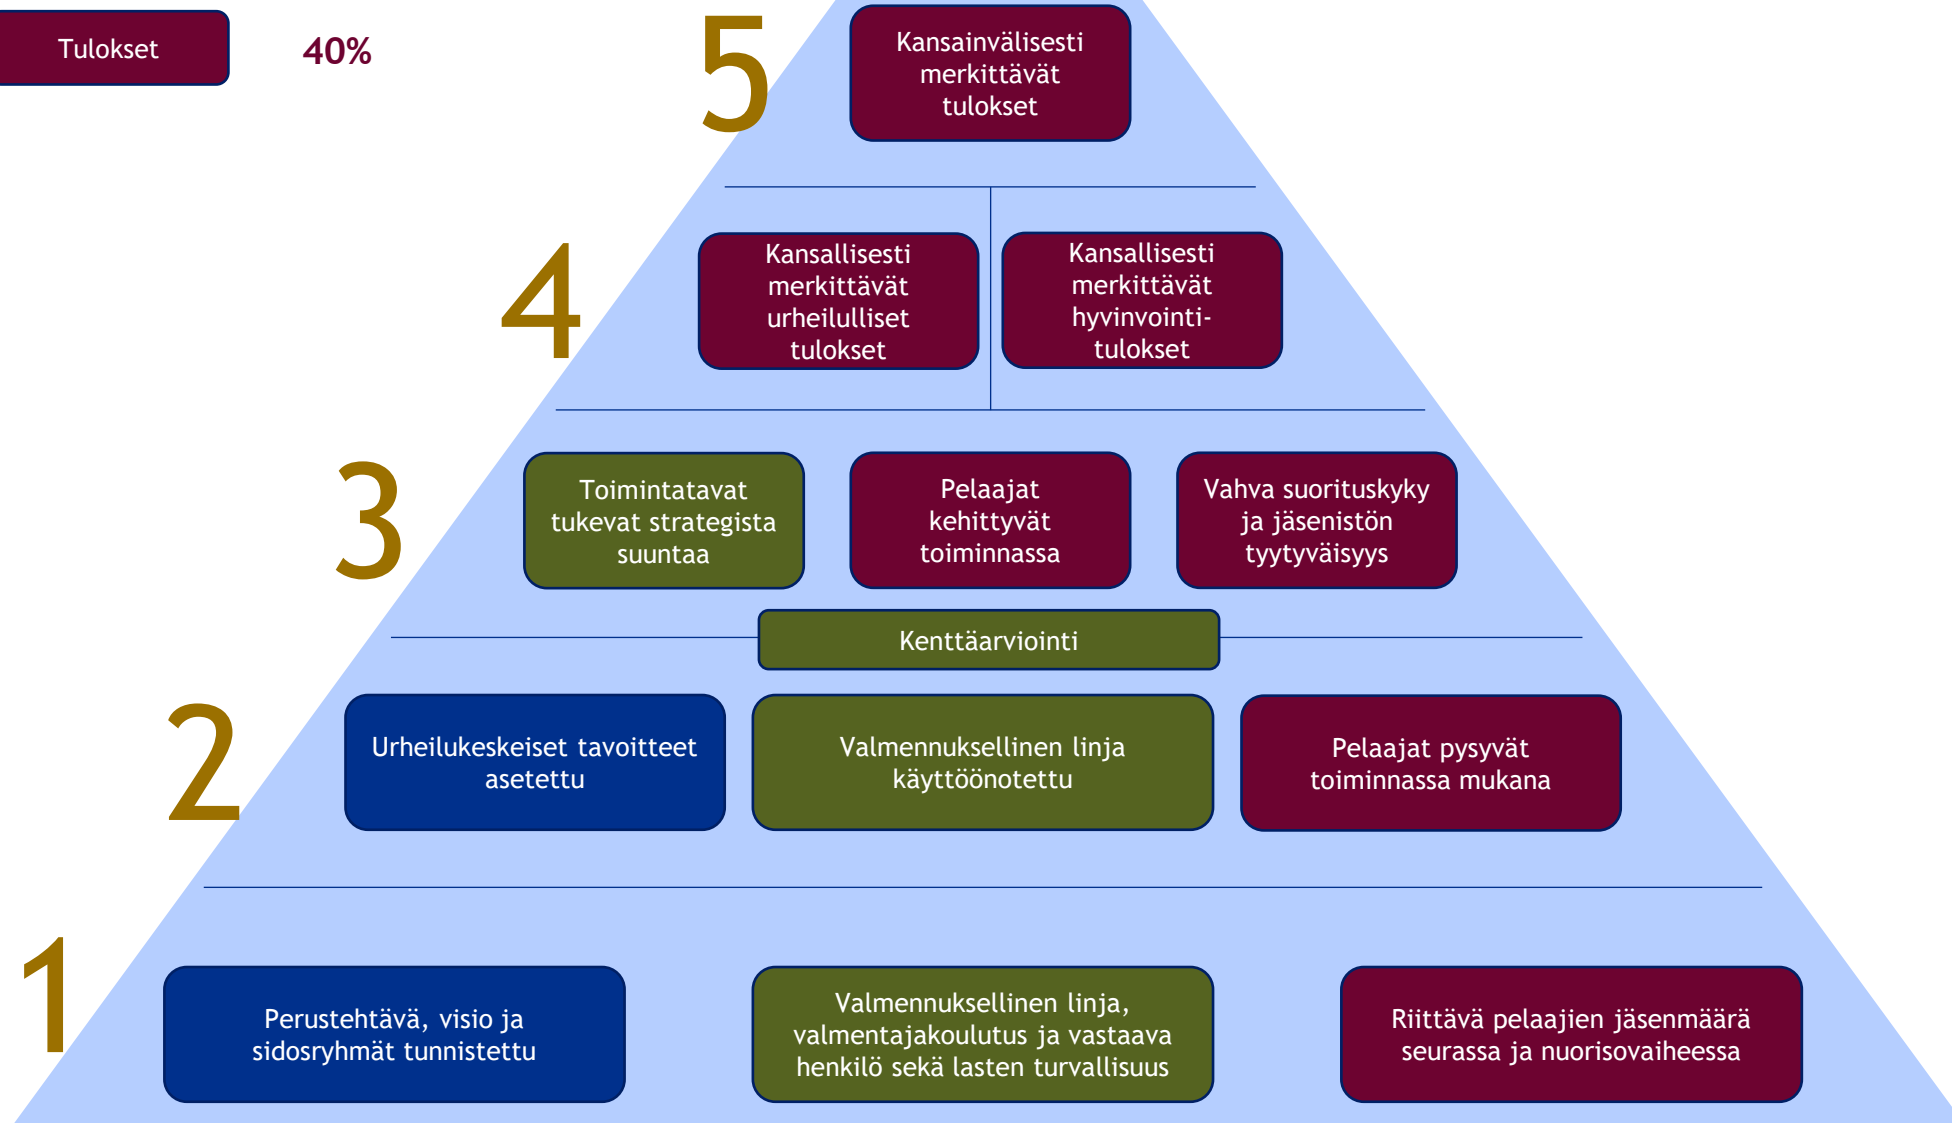 Tulokset
40%
5
Kansainvälisesti
merkittävät
tulokset
4
Kansallisesti
merkittävät
urheilulliset
tulokset
Kansallisesti
merkittävät
hyvinvointi-
tulokset
3
Toimintatavat
tukevat strategista
suuntaa
Pelaajat
kehittyvät
toiminnassa
Vahva suorituskyky
ja jäsenistön
tyytyväisyys
Kenttäarviointi
2
Urheilukeskeiset tavoitteet
asetettu
Valmennuksellinen linja
käyttöönotettu
Pelaajat pysyvät
toiminnassa mukana
1
Perustehtävä, visio ja
sidosryhmät tunnistettu
Valmennuksellinen linja,
valmentajakoulutus ja vastaava
henkilö sekä lasten turvallisuus
Riittävä pelaajien jäsenmäärä
seurassa ja nuorisovaiheessa